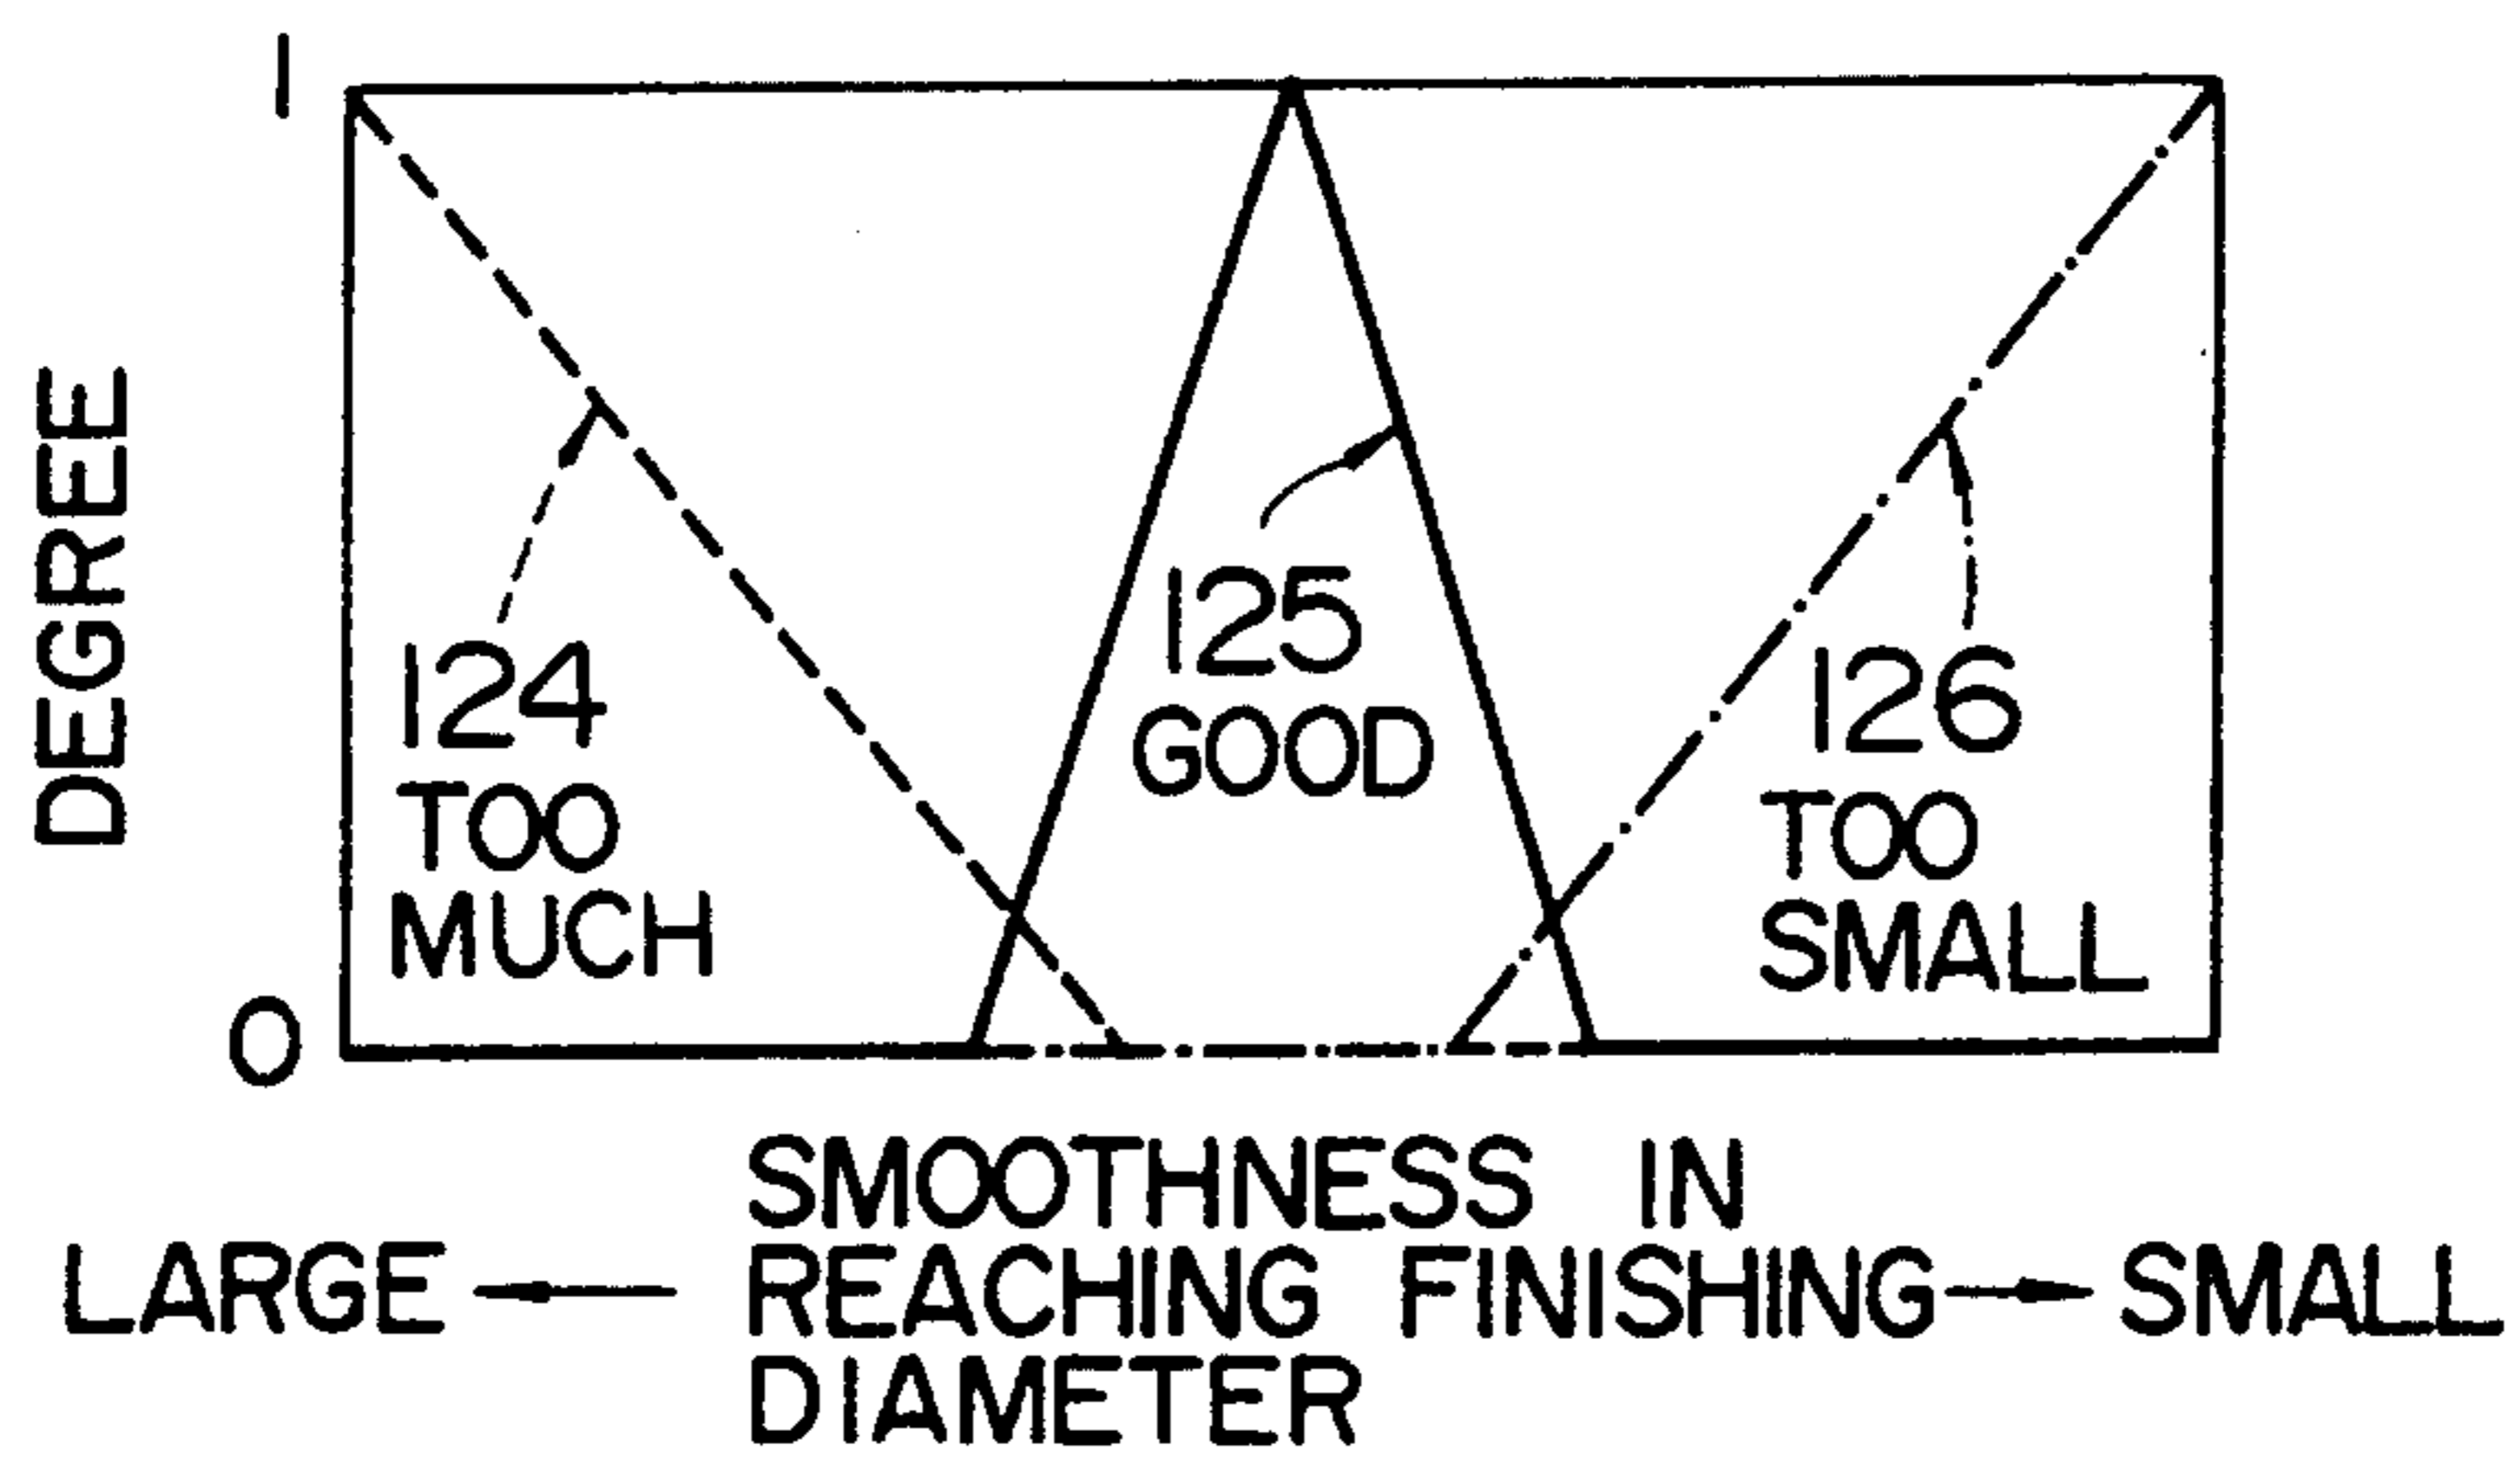 1
DEGREE
124
TOO
MUCH
125
GOOD
126
TOO
SMALL
0
SMOOTHNESS IN
LARGE REACHING FINISHING SMALL
DIAMETER